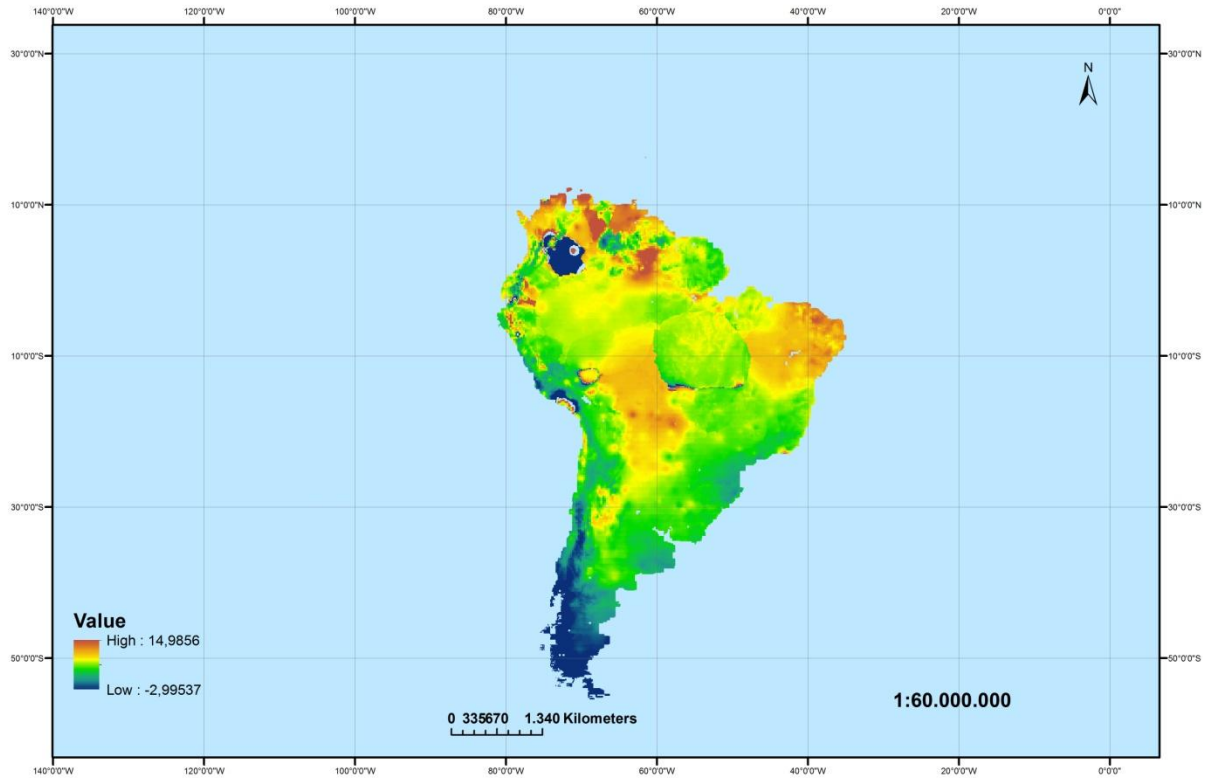 140°0'0"W 120°0'0"W 100°0'0"W 80°0'0"W 60°0'0"W 40°0'0"W 20°0'0"W 0°0'0"
30°0'0"N 30°0'0"N
N
10°0'0"N 10°0'0"N
10°0'0"S 10°0'0"S
30°0'0"S 30°0'0"S
Value
High : 14,9856
50°0'0"S 50°0'0"S
Low : -2,99537
1:60.000.000
0 335670 1.340 Kilometers
140°0'0"W 120°0'0"W 100°0'0"W 80°0'0"W 60°0'0"W 40°0'0"W 20°0'0"W 0°0'0"